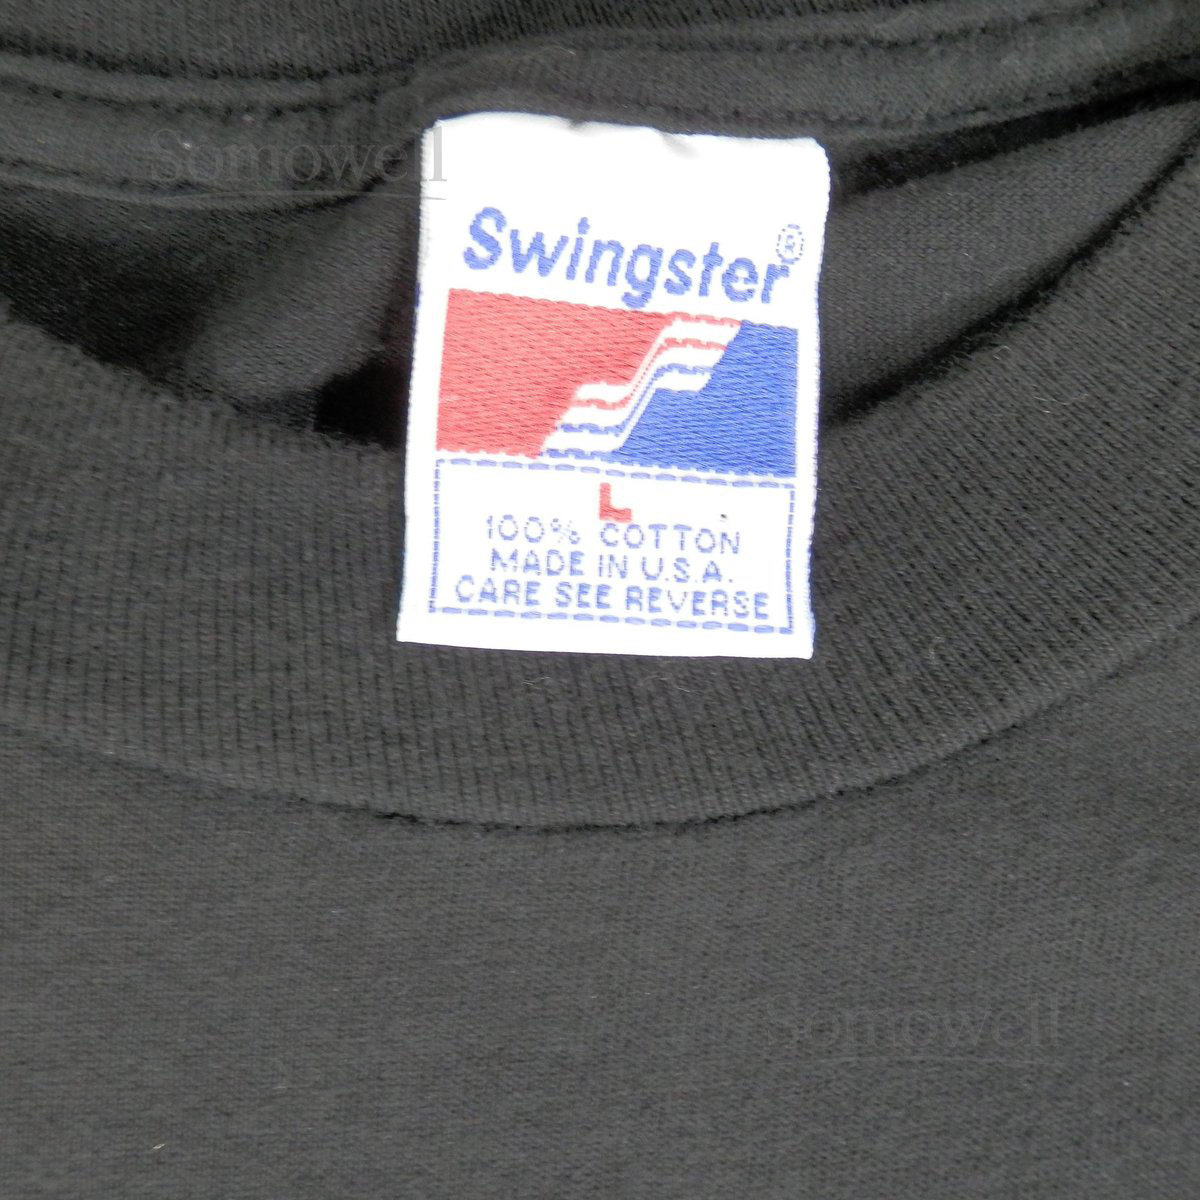 Somowell
Swingster®
L
100% COTTON
MADE IN U.S.A.
CARE SEE REVERSE
Somowell